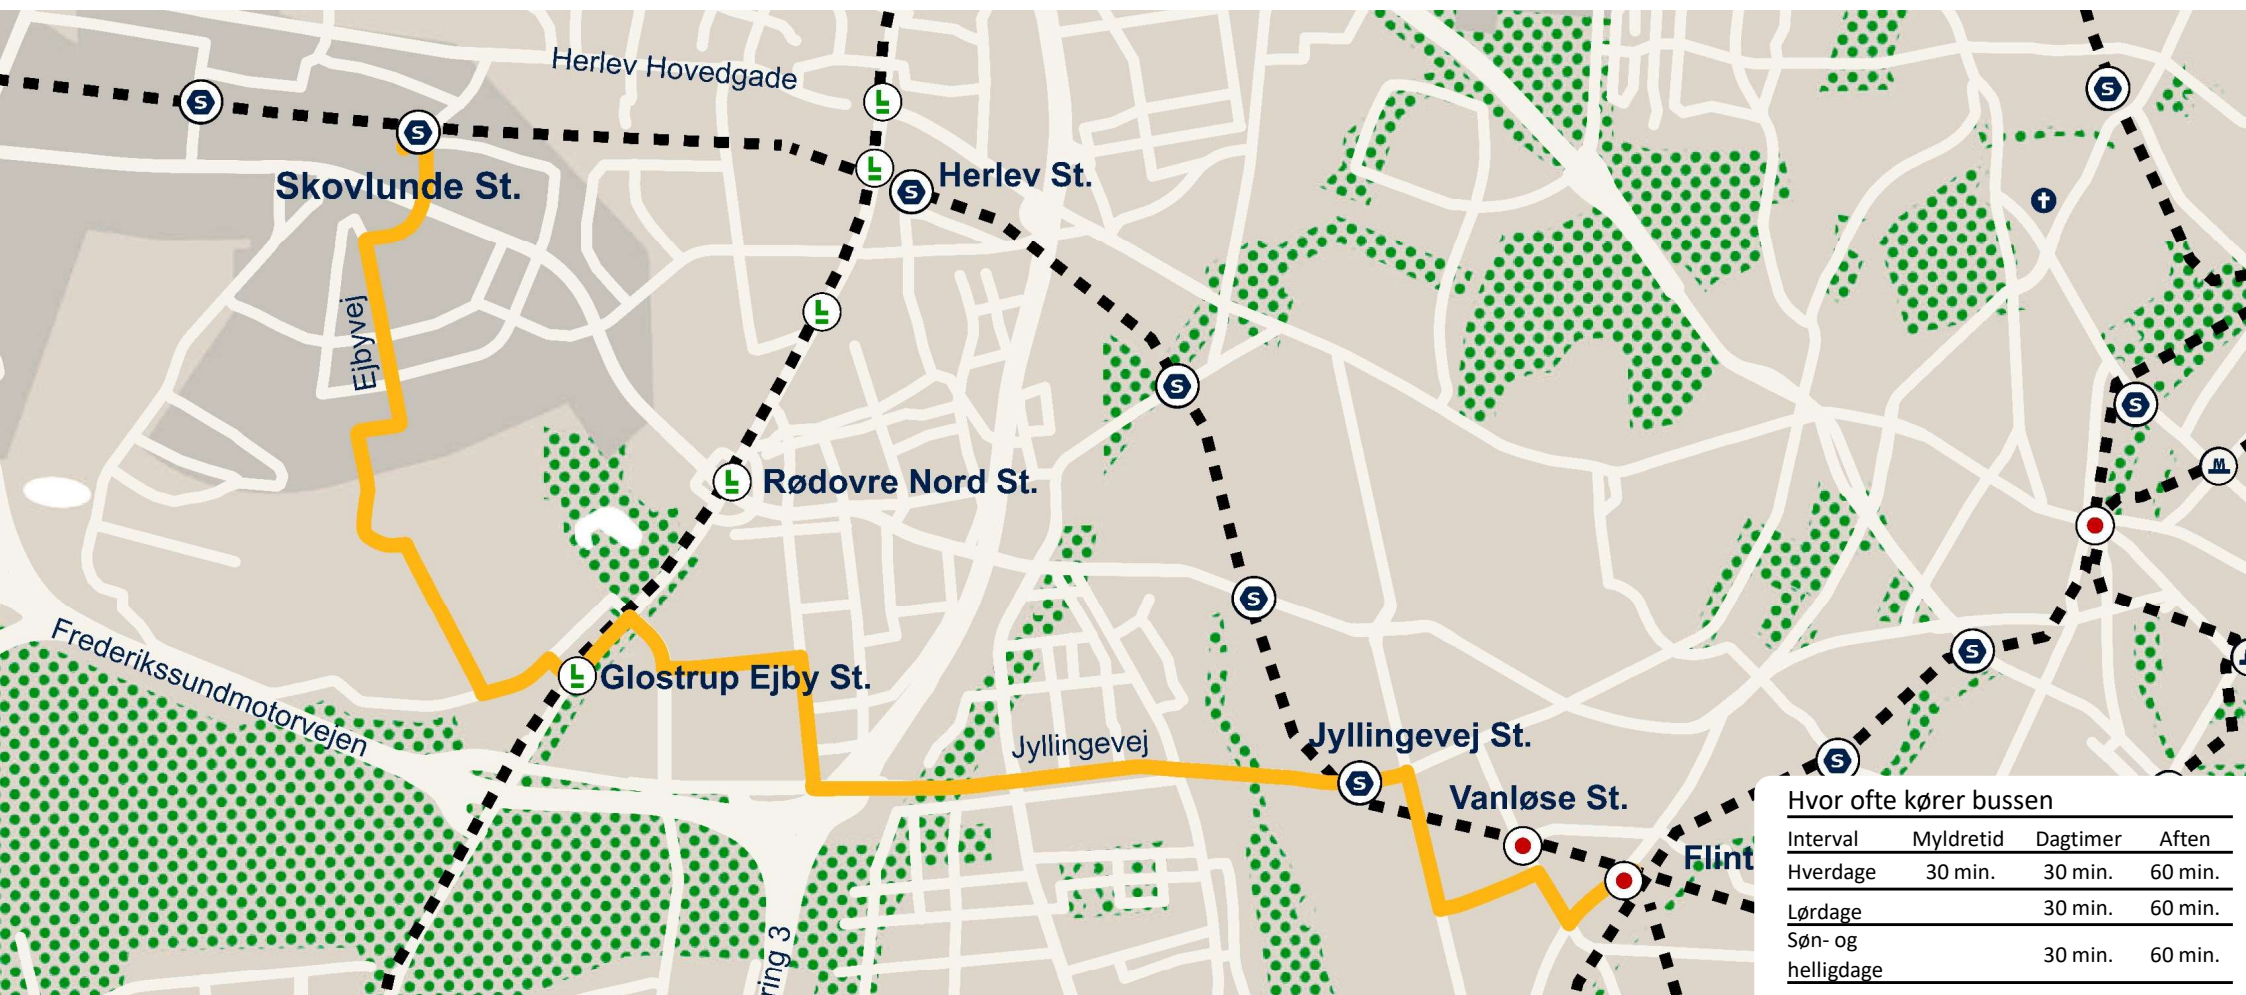 Herlev Hovedgade
Skovlunde St.
Herlev St.
Ejbyvej
Rødovre Nord St.
Frederikssundmotorvejen
Glostrup Ejby St.
Jyllingevej
Jyllingevej St.
Vanløse St.
Flint
ring 3
Hvor ofte kører bussen
Interval Myldretid Dagtimer Aften
Hverdage 30 min. 30 min. 60 min.
Lørdage 30 min. 60 min.
Søn- og
helligdage 30 min. 60 min.